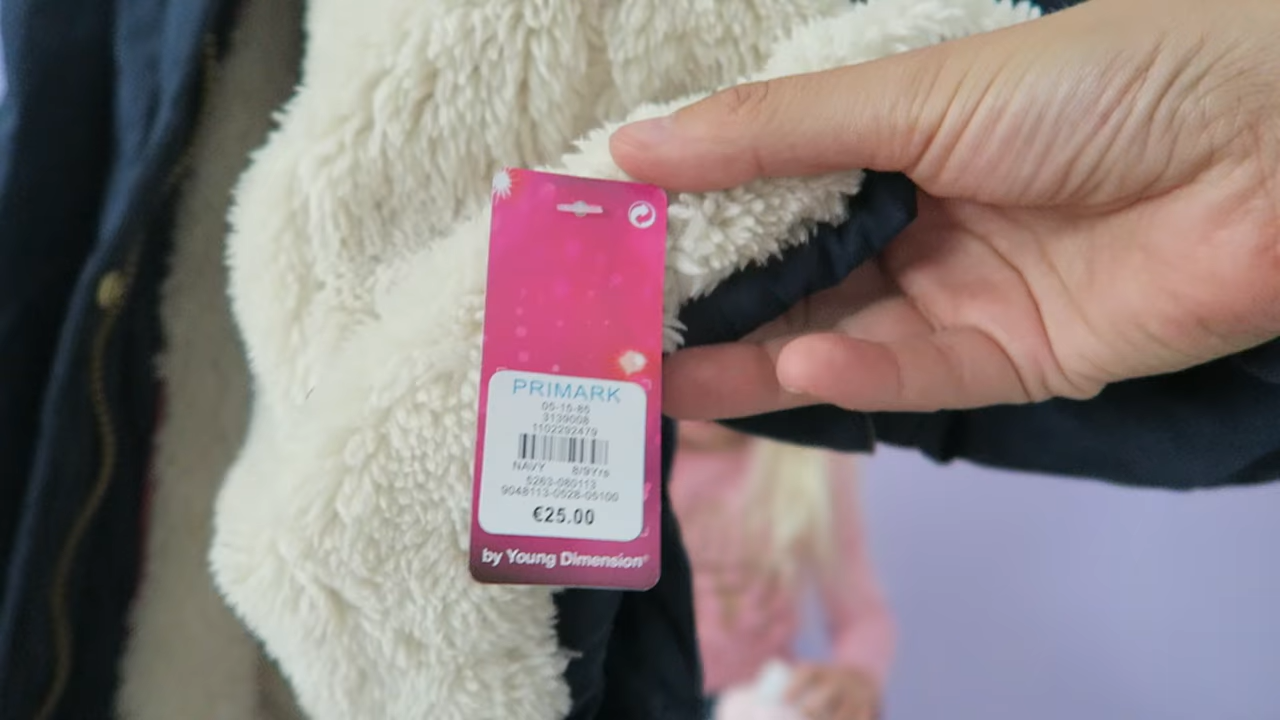 PRIMARK
05-15-85
3139008
1102292479
NAVY 8/9Yrs
5263-080113
9048113-0528-05100
€25.00
by Young Dimension®